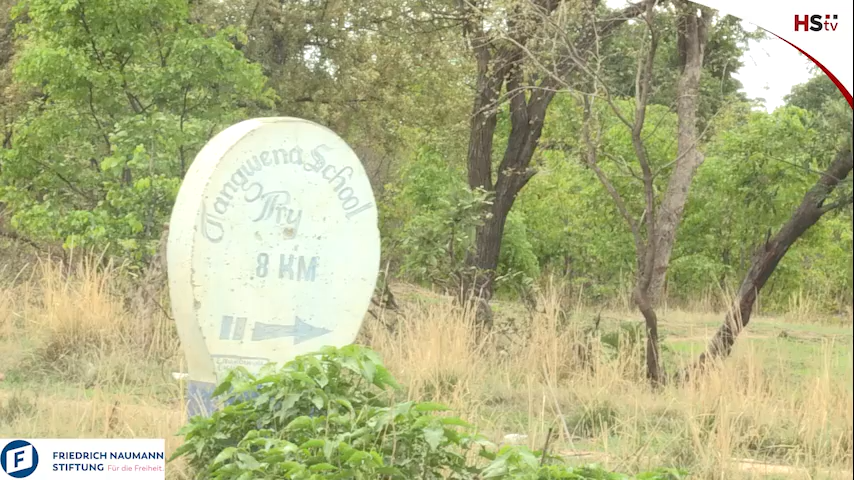 HStv
Tangwena School
Pry
8 KM
FRIEDRICH NAUMANN
STIFTUNG Für die Freiheit.